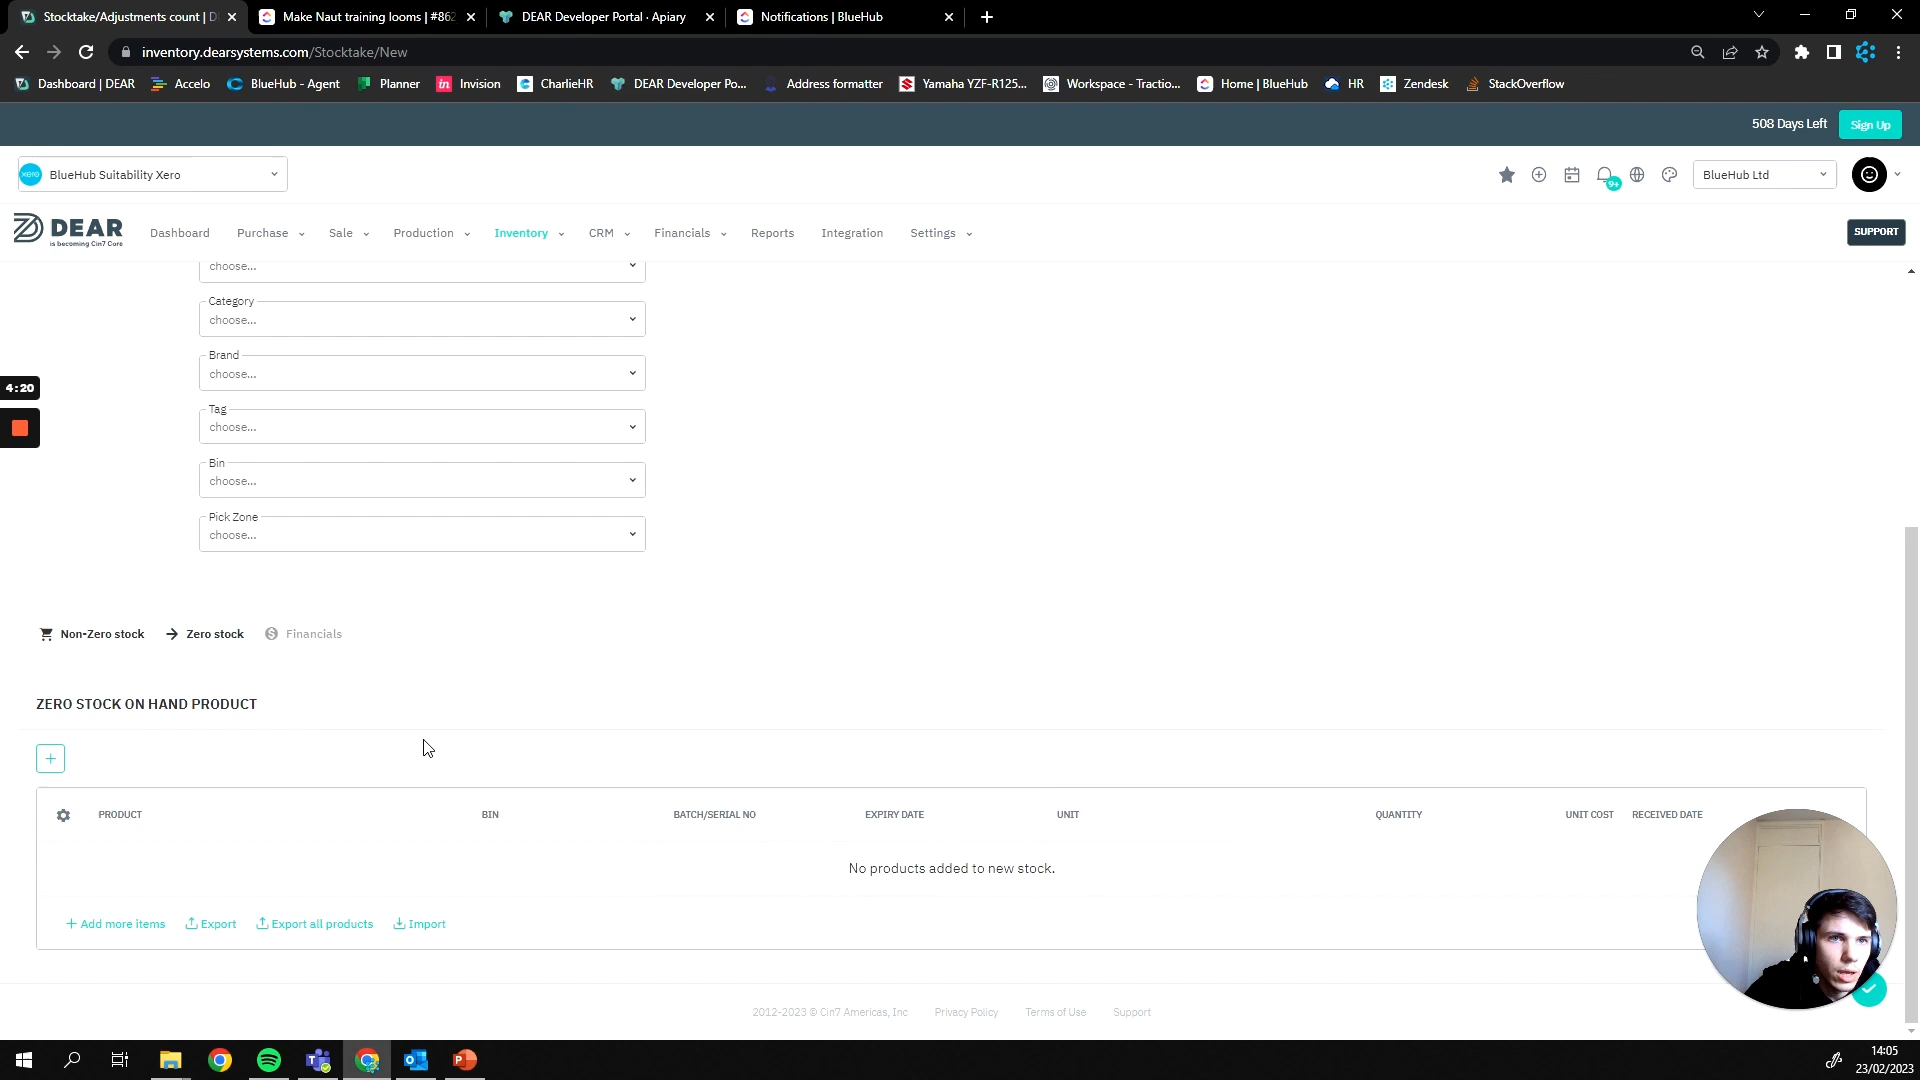 Stocktake/Adjustments count | D
Make Naut training looms | #862
DEAR Developer Portal · Apiary
Notifications | BlueHub
inventory.dearsystems.com/Stocktake/New
Dashboard | DEAR
Accelo
BlueHub - Agent
Planner
Invision
CharlieHR
DEAR Developer Po...
Address formatter
Yamaha YZF-R125...
Workspace - Tractio...
Home | BlueHub
HR
Zendesk
StackOverflow
508 Days Left
Sign Up
xero
BlueHub Suitability Xero
9+
BlueHub Ltd
DEAR
is becoming Cin7 Core
Dashboard
Purchase
Sale
Production
Inventory
CRM
Financials
Reports
Integration
Settings
SUPPORT
choose...
Category
choose...
Brand
choose...
4:20
Tag
choose...
Bin
choose...
Pick Zone
choose...
Non-Zero stock
Zero stock
Financials
ZERO STOCK ON HAND PRODUCT
+
PRODUCT
BIN
BATCH/SERIAL NO
EXPIRY DATE
UNIT
QUANTITY
UNIT COST
RECEIVED DATE
No products added to new stock.
+ Add more items
Export
Export all products
Import
2012-2023 © Cin7 Americas, Inc
Privacy Policy
Terms of Use
Support
14:05
23/02/2023